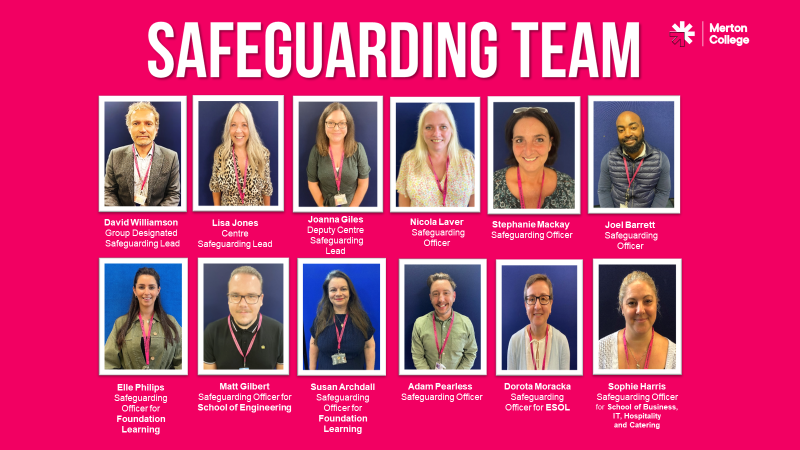 SAFEGUARDING TEAM
Merton
College
David Williamson
Group Designated
Safeguarding Lead
Lisa Jones
Centre
Safeguarding Lead
Joanna Giles
Deputy Centre
Safeguarding
Lead
Nicola Laver
Safeguarding
Officer
Stephanie Mackay
Safeguarding Officer
Joel Barrett
Safeguarding
Officer
Elle Philips
Safeguarding
Officer for
Foundation
Learning
Matt Gilbert
Safeguarding Officer for
School of Engineering
Susan Archdall
Safeguarding
Officer for
Foundation
Learning
Adam Pearless
Safeguarding Officer
Dorota Moracka
Safeguarding
Officer for ESOL
Sophie Harris
Safeguarding Officer
for School of Business,
IT, Hospitality
and Catering